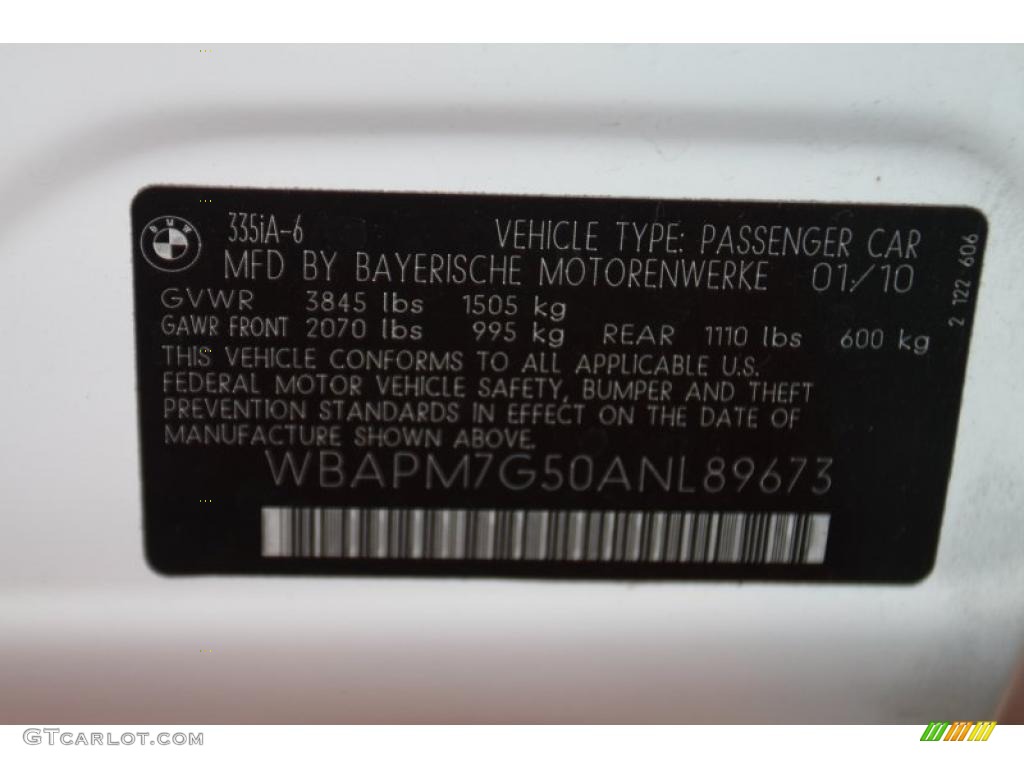 BMW
335iA-6
VEHICLE TYPE: PASSENGER CAR
MFD BY BAYERISCHE MOTORENWERKE 01/10
GVWR 3845 lbs 1505 kg
GAWR FRONT 2070 lbs 995 kg REAR 1110 lbs 600 kg
THIS VEHICLE CONFORMS TO ALL APPLICABLE U.S.
FEDERAL MOTOR VEHICLE SAFETY, BUMPER AND THEFT
PREVENTION STANDARDS IN EFFECT ON THE DATE OF
MANUFACTURE SHOWN ABOVE.
WBAPM7G50ANL89673
2 122 606
GTCARLOT.COM